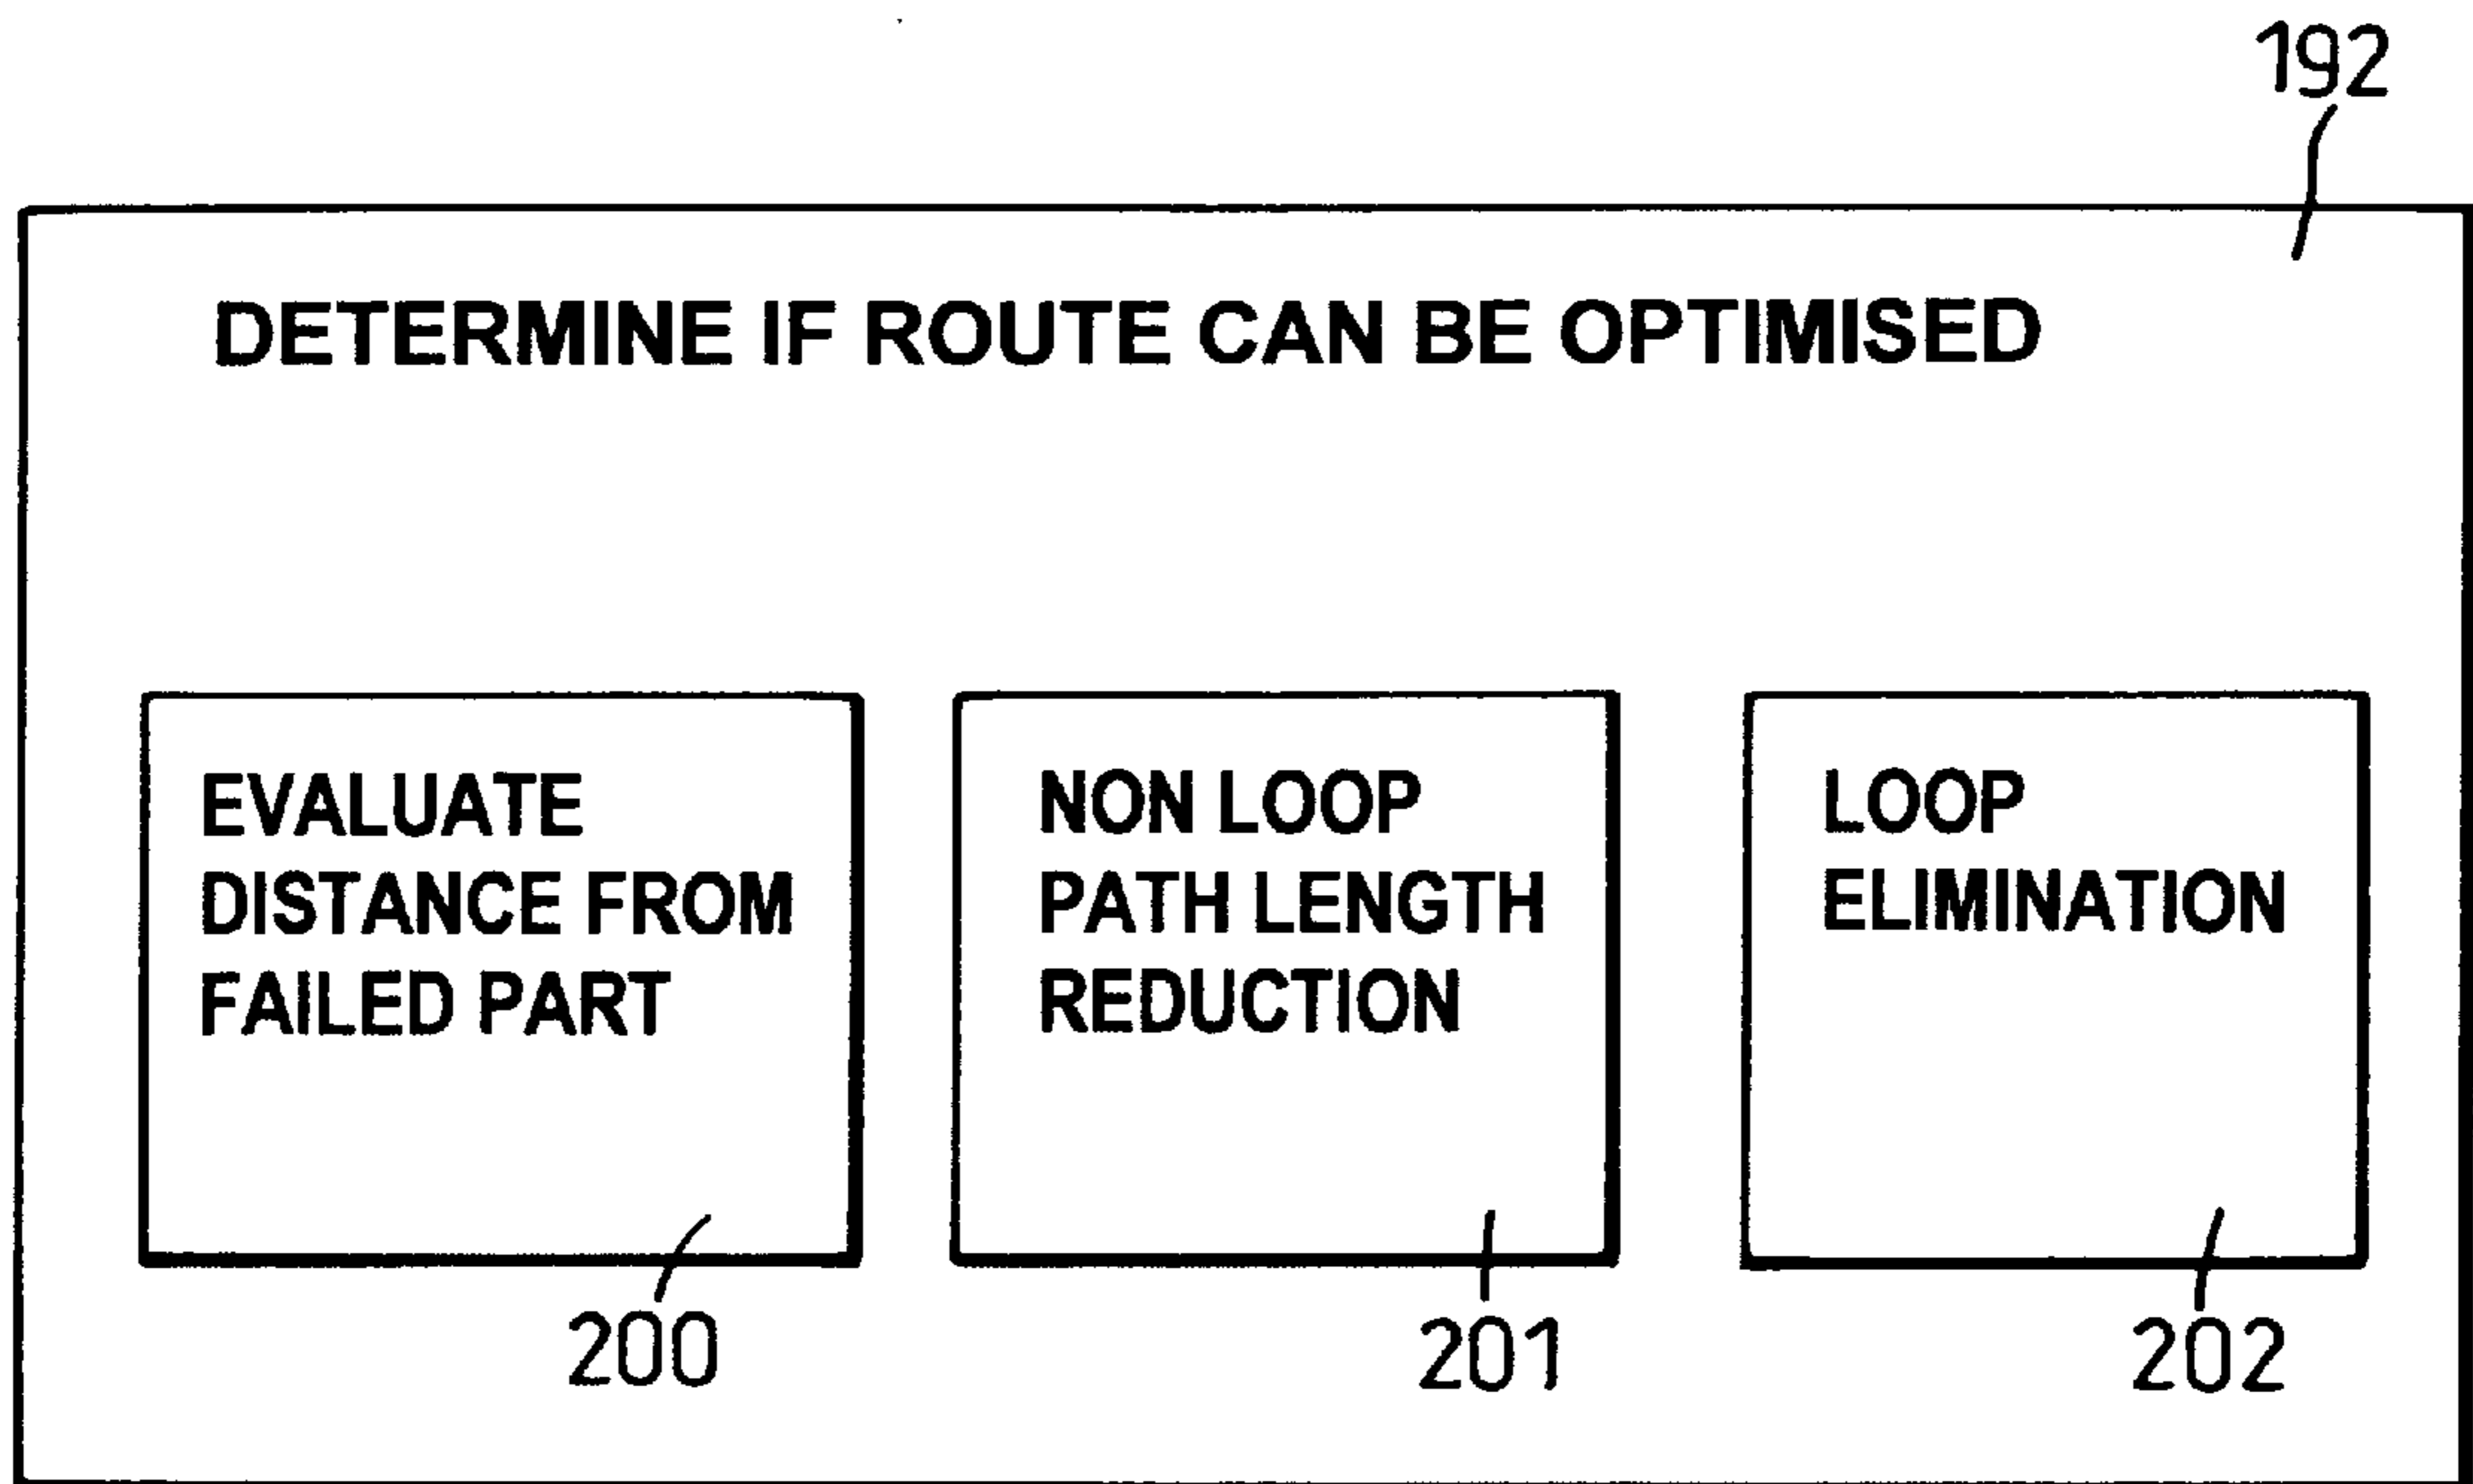 192
DETERMINE IF ROUTE CAN BE OPTIMISED
EVALUATE
DISTANCE FROM
FAILED PART
200
NON LOOP
PATH LENGTH
REDUCTION
201
LOOP
ELIMINATION
202